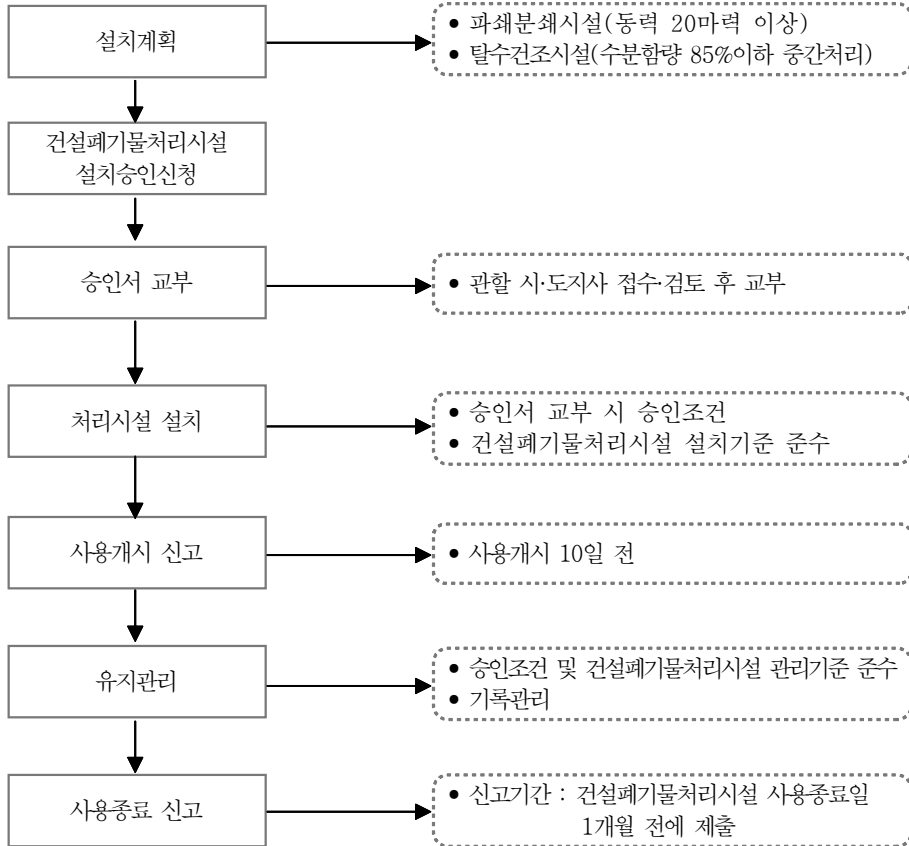 설치계획
• 파쇄분쇄시설(동력 20마력 이상)
• 탈수건조시설(수분함량 85%이하 중간처리)
건설폐기물처리시설
설치승인신청
승인서 교부
• 관할 시·도지사 접수·검토 후 교부
처리시설 설치
• 승인서 교부 시 승인조건
• 건설폐기물처리시설 설치기준 준수
사용개시 신고
• 사용개시 10일 전
유지관리
• 승인조건 및 건설폐기물처리시설 관리기준 준수
• 기록관리
사용종료 신고
• 신고기간 : 건설폐기물처리시설 사용종료일
1개월 전에 제출